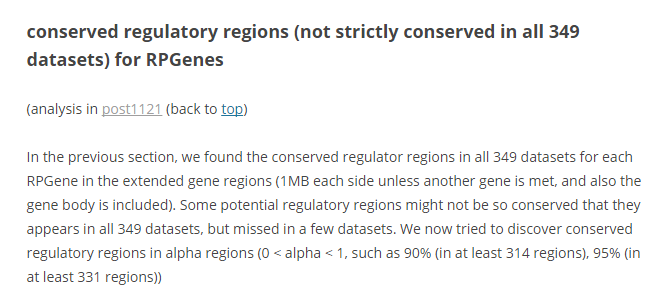 conserved regulatory regions (not strictly conserved in all 349
datasets) for RPGenes
(analysis in post1121 (back to top)
In the previous section, we found the conserved regulator regions in all 349 datasets for each
RPGene in the extended gene regions (1MB each side unless another gene is met, and also the
gene body is included). Some potential regulatory regions might not be so conserved that they
appears in all 349 datasets, but missed in a few datasets. We now tried to discover conserved
regulatory regions in alpha regions (0 < alpha < 1, such as 90% (in at least 314 regions), 95% (in
at least 331 regions))